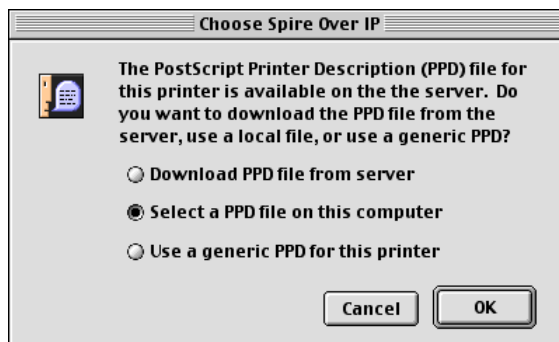 Choose Spire Over IP
The PostScript Printer Description (PPD) file for
this printer is available on the the server. Do
you want to download the PPD file from the
server, use a local file, or use a generic PPD?
Download PPD file from server
Select a PPD file on this computer
Use a generic PPD for this printer
Cancel OK